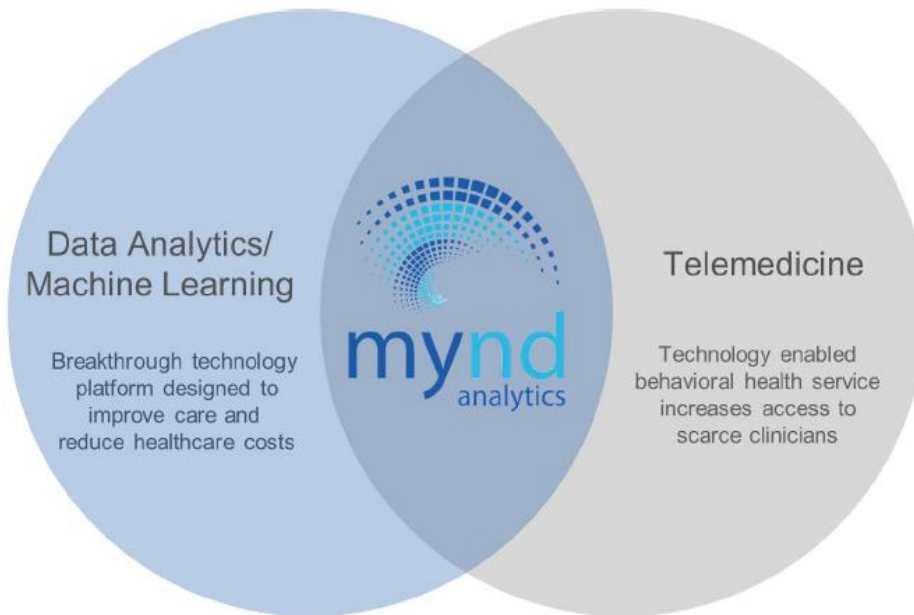 Data Analytics/
Machine Learning
Breakthrough technology
platform designed to
improve care and
reduce healthcare costs
mynd
analytics
Telemedicine
Technology enabled
behavioral health service
increases access to
scarce clinicians